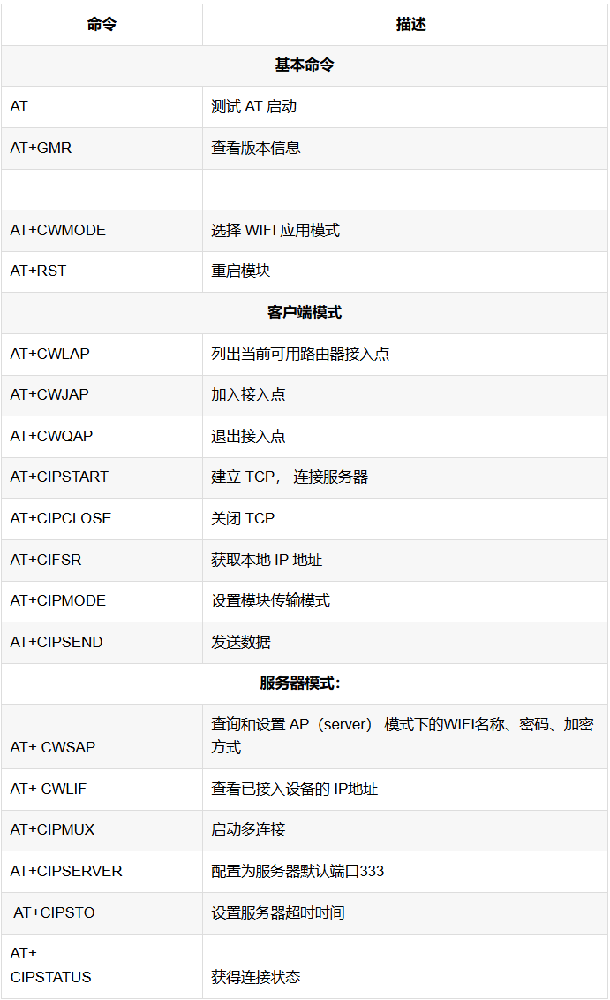 命令 描述
基本命令
AT 测试 AT 启动
AT+GMR 查看版本信息
AT+CWMODE 选择 WIFI 应用模式
AT+RST 重启模块
客户端模式
AT+CWLAP 列出当前可用路由器接入点
AT+CWJAP 加入接入点
AT+CWQAP 退出接入点
AT+CIPSTART 建立 TCP， 连接服务器
AT+CIPCLOSE 关闭 TCP
AT+CIFSR 获取本地 IP 地址
AT+CIPMODE 设置模块传输模式
AT+CIPSEND 发送数据
服务器模式：
查询和设置 AP（server） 模式下的WIFI名称、密码、加密
AT+ CWSAP 方式
AT+ CWLIF 查看已接入设备的 IP地址
AT+CIPMUX 启动多连接
AT+CIPSERVER 配置为服务器默认端口333
AT+CIPSTO 设置服务器超时时间
AT+
CIPSTATUS 获得连接状态